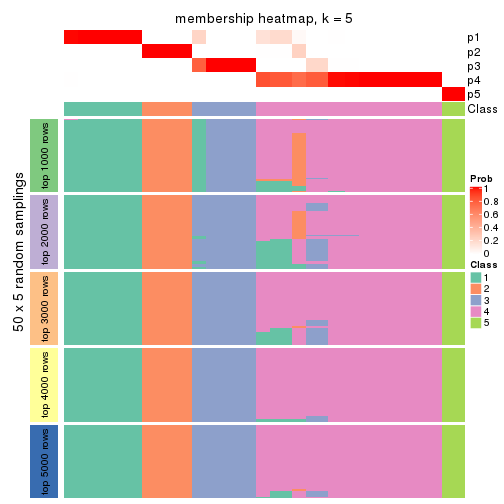 membership heatmap, k = 5
p1
p2
p3
p4
p5
Class
50 x 5 random samplings
top 1000 rows
top 2000 rows
top 3000 rows
top 4000 rows
top 5000 rows
Prob
1
0.8
0.6
0.4
0.2
0
Class
1
2
3
4
5